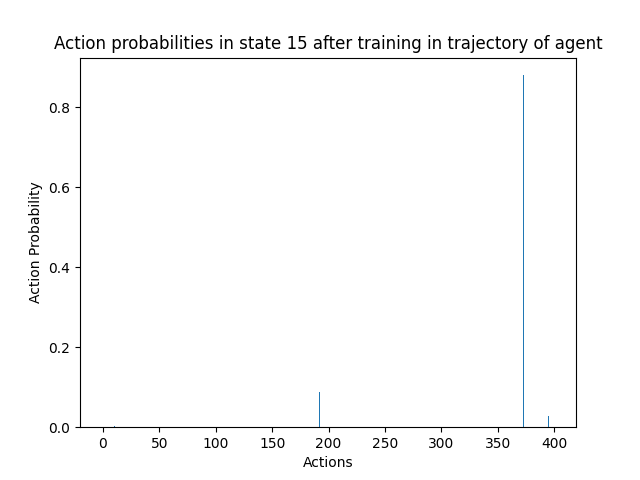 Action probabilities in state 15 after training in trajectory of agent
0.8
0.6
0.4
0.2
0.0
Action Probability
0 50 100 150 200 250 300 350 400
Actions